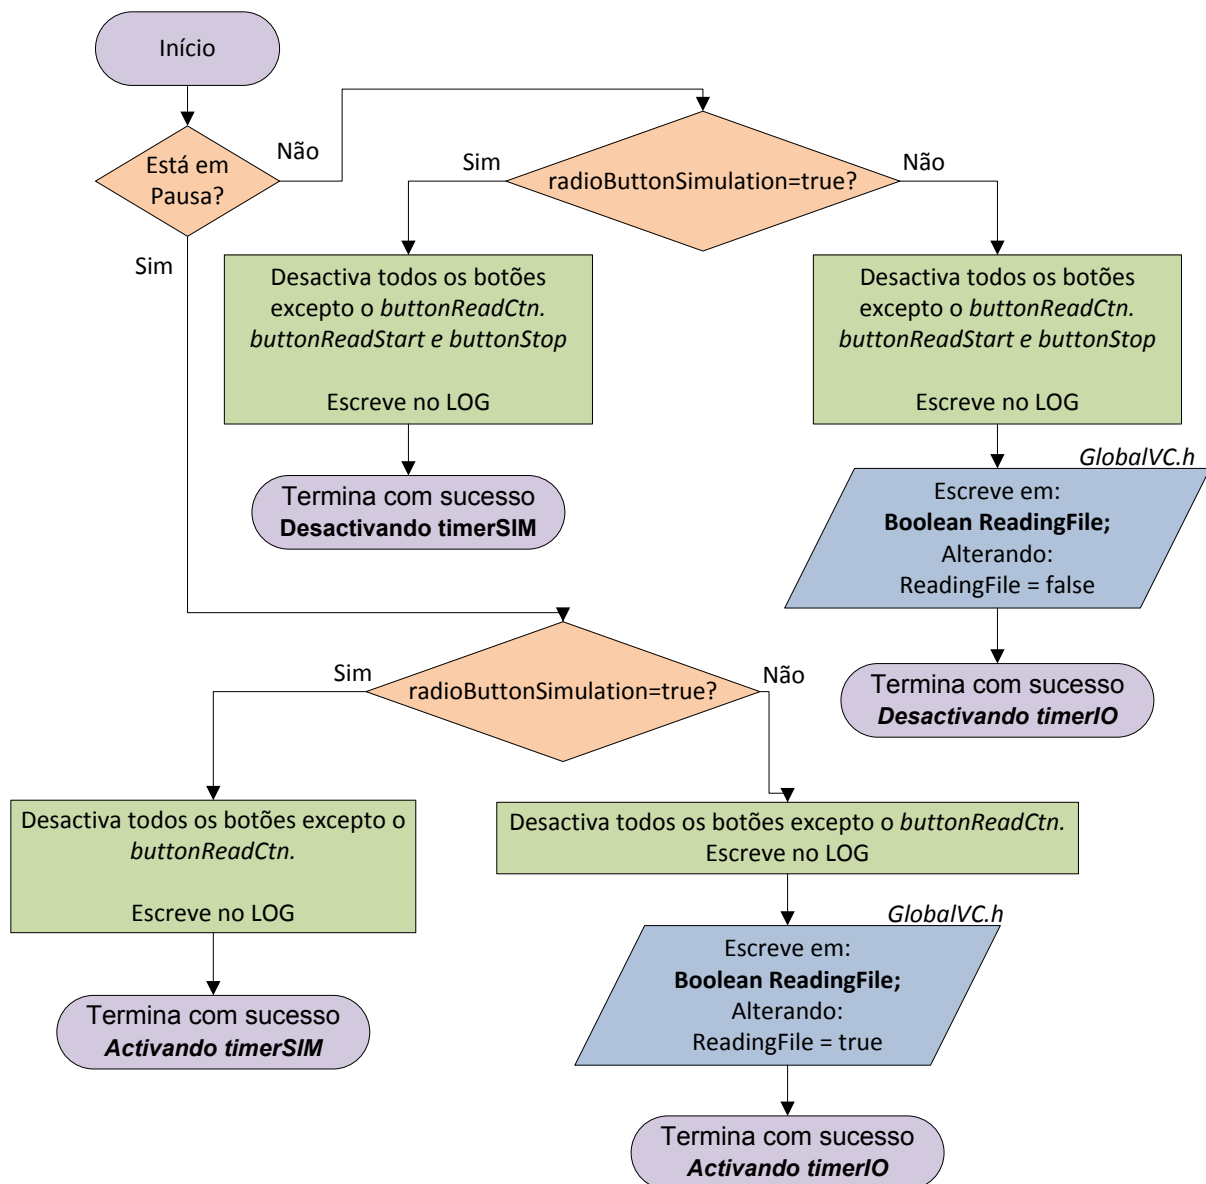 Início
Está em
Pausa?
Não
Sim
radioButtonSimulation=true?
Sim
Não
Desactiva todos os botões
excepto o buttonReadCtn.
buttonReadStart e buttonStop
Escreve no LOG
Termina com sucesso
Desactivando timerSIM
Desactiva todos os botões
excepto o buttonReadCtn.
buttonReadStart e buttonStop
Escreve no LOG
GlobalVC.h
Escreve em:
Boolean ReadingFile;
Alterando:
ReadingFile = false
Termina com sucesso
Desactivando timerIO
radioButtonSimulation=true?
Sim
Não
Desactiva todos os botões excepto o
buttonReadCtn.
Escreve no LOG
Termina com sucesso
Activando timerSIM
Desactiva todos os botões excepto o buttonReadCtn.
Escreve no LOG
GlobalVC.h
Escreve em:
Boolean ReadingFile;
Alterando:
ReadingFile = true
Termina com sucesso
Activando timerIO